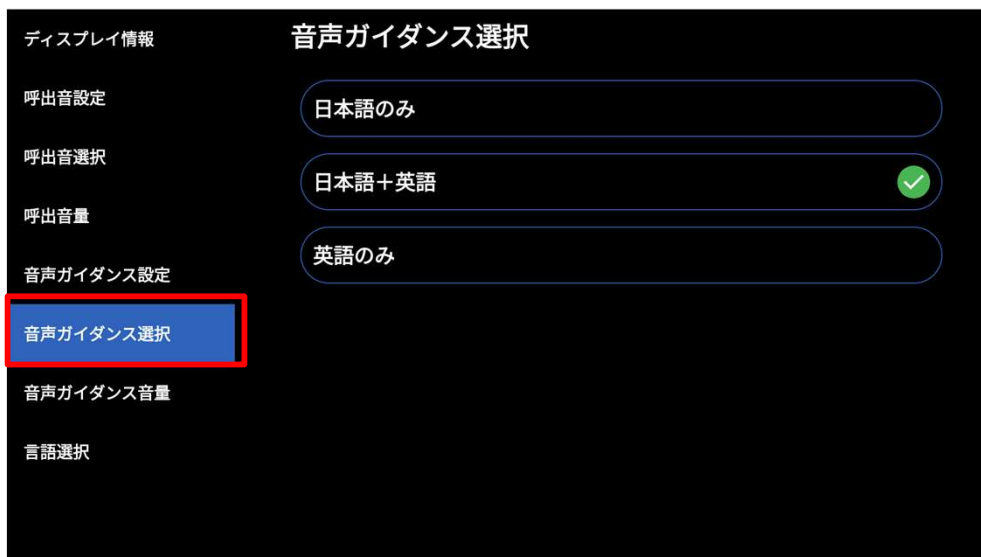 ディスプレイ情報
呼出音設定
呼出音選択
呼出音量
音声ガイダンス設定
音声ガイダンス選択
音声ガイダンス音量
言語選択
音声ガイダンス選択
日本語のみ
日本語＋英語
英語のみ